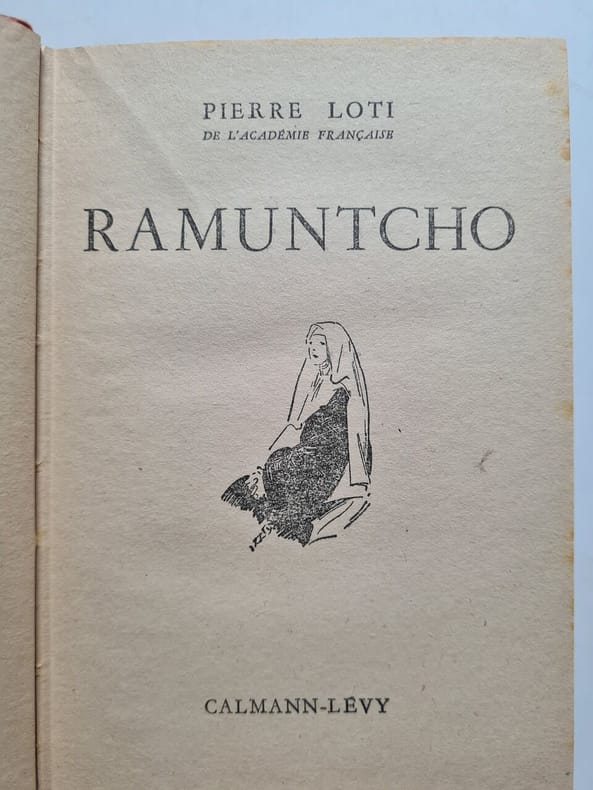 PIERRE LOTI
DE L'ACADÉMIE FRANÇAISE
RAMUNTCHO
CALMANN-LÉVY